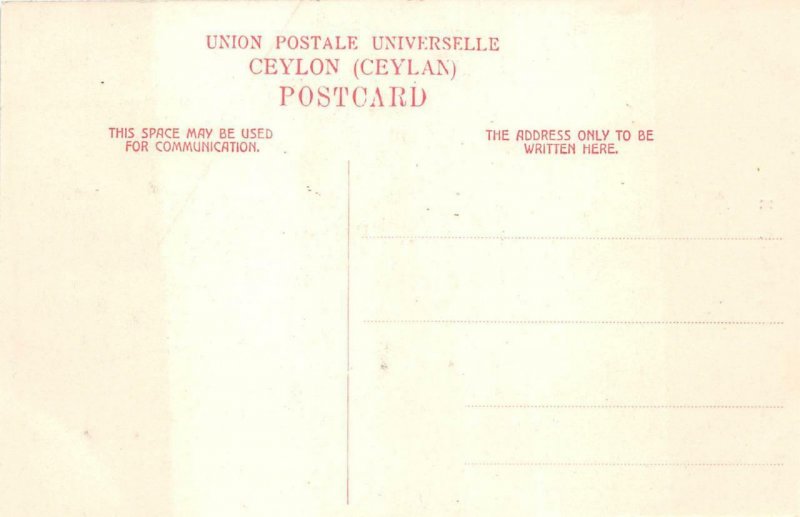 UNION POSTALE UNIVERSELLE
CEYLON (CEYLAN)
POSTCARD
THIS SPACE MAY BE USED
FOR COMMUNICATION.
THE ADDRESS ONLY TO BE
WRITTEN HERE.